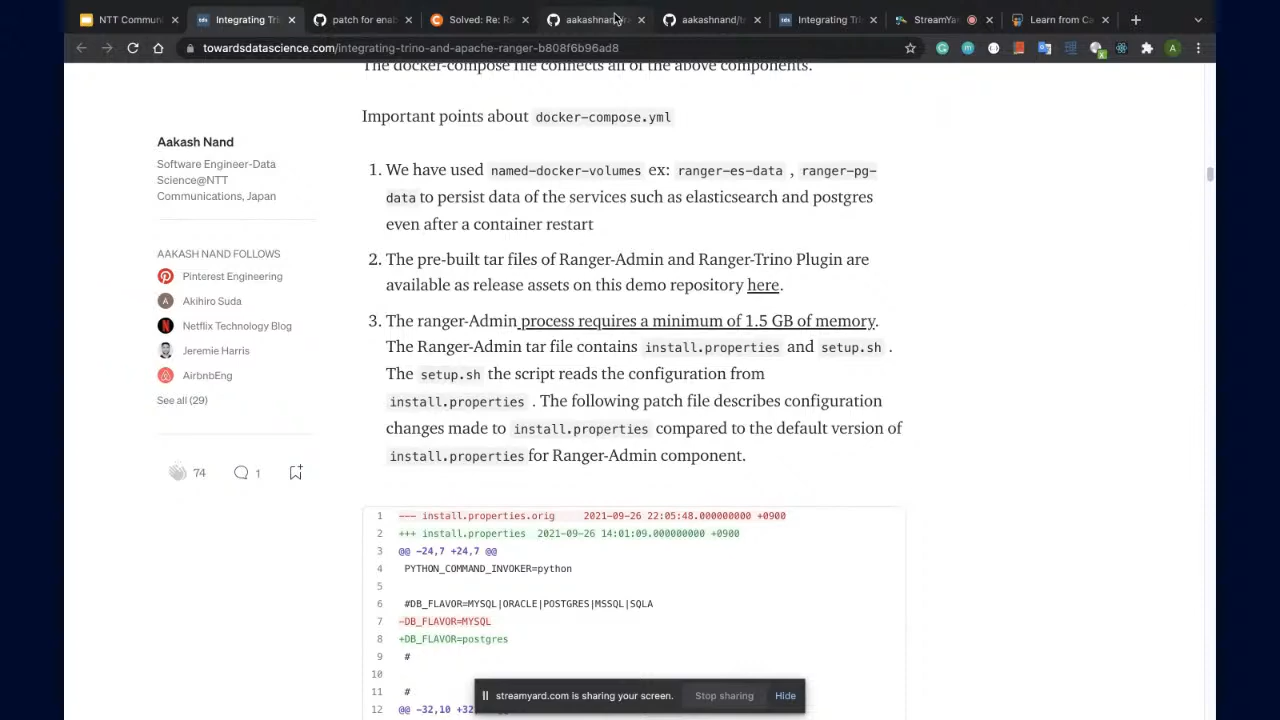 NTT Communi
Integrating Tri
patch for enab
Solved: Re: Ra
aakashnand/tr
Integrating Tri
StreamYar
Learn from Ca
towardsdatascience.com/integrating-trino-and-apache-ranger-b808f6b96ad8
The docker-compose file connects all of the above components.
Important points about docker-compose.yml
Aakash Nand
Software Engineer-Data
Science@NTT
Communications, Japan
AAKASH NAND FOLLOWS
Pinterest Engineering
Akihiro Suda
Netflix Technology Blog
Jeremie Harris
AirbnbEng
See all (29)
74
1
1. We have used named-docker-volumes ex: ranger-es-data , ranger-pg-
data to persist data of the services such as elasticsearch and postgres
even after a container restart
2. The pre-built tar files of Ranger-Admin and Ranger-Trino Plugin are
available as release assets on this demo repository here.
3. The ranger-Admin process requires a minimum of 1.5 GB of memory.
The Ranger-Admin tar file contains install.properties and setup.sh .
The setup.sh the script reads the configuration from
install.properties . The following patch file describes configuration
changes made to install.properties compared to the default version of
install.properties for Ranger-Admin component.
1 --- install.properties.orig 2021-09-26 22:05:48.000000000 +0900
2 +++ install.properties 2021-09-26 14:01:09.000000000 +0900
3 @@ -24,7 +24,7 @@
4 PYTHON_COMMAND_INVOKER=python
5
6 #DB_FLAVOR=MYSQL|ORACLE|POSTGRES|MSSQL|SQLA
7 -DB_FLAVOR=MYSQL
8 +DB_FLAVOR=postgres
9 #
10
11 #
12 @@ -32,10 +32,
streamyard.com is sharing your screen.
Stop sharing
Hide